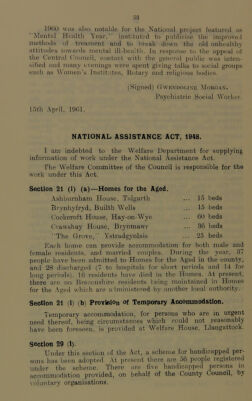 31
1960 was also notable for the National project featured as
"Mental Health Year," instituted to publicise the improved
methods of treatment and to break down the old unhealthy
attitudes towards mental ill-health. In response to the appeal of
the Central Council, contact with the general public was inten-
sified and many evenings were spent giving talks to social groups
such as Women's Institutes, Rotary and religious bodies.
(Signed) GWENDOLINE MORGAN,
Psychiatric Social Worker.
15th April, 1961.
NATIONAL ASSISTANCE ACT, 1948.
I am indebted to the Welfare Department for supplying
information of work under the National Assistance Act.
The Welfare Committee of the Council is responsible for the
work under this Act.
Section 21 (1) (a)—Homes for the Aged.
Ashburnham House, Talgarth ... 15 beds
Brynhyfryd, Builth Wells ... 15 beds
Cockcroft House, Hay-on-Wye ... 60 beds
Crawshay House, Brynmawr ... 36 beds
"The Grove," Ystradgynlais ... 25 beds
Each home can provide accommodation for both male and
female residents, and married couples. During the year, 37
people have been admitted to Homes for the Aged in the county,
and 28 discharged (7 to hospitals for short periods and 14 for
long periods). 16 residents have died in the Homes. At present,
there are no Breconshire residents being maintained in Homes
for the Aged which are administered by another local authority.
Section 21 (1) (b) Provision of Temporary Accommodation.
Temporary accommodation, for persons who are in urgent
need thereof, being circumstances which could not reasonably
have been foreseen, is provided at Welfare House, Llangattock.
Section 29 (1).
Under this section of the Act, a scheme for handicapped per-
sons has been adopted. At present there are 56 people registered
under the scheme. There are five handicapped persons in
accommodation provided, on behalf of the County Council, by
voluntary organisations.